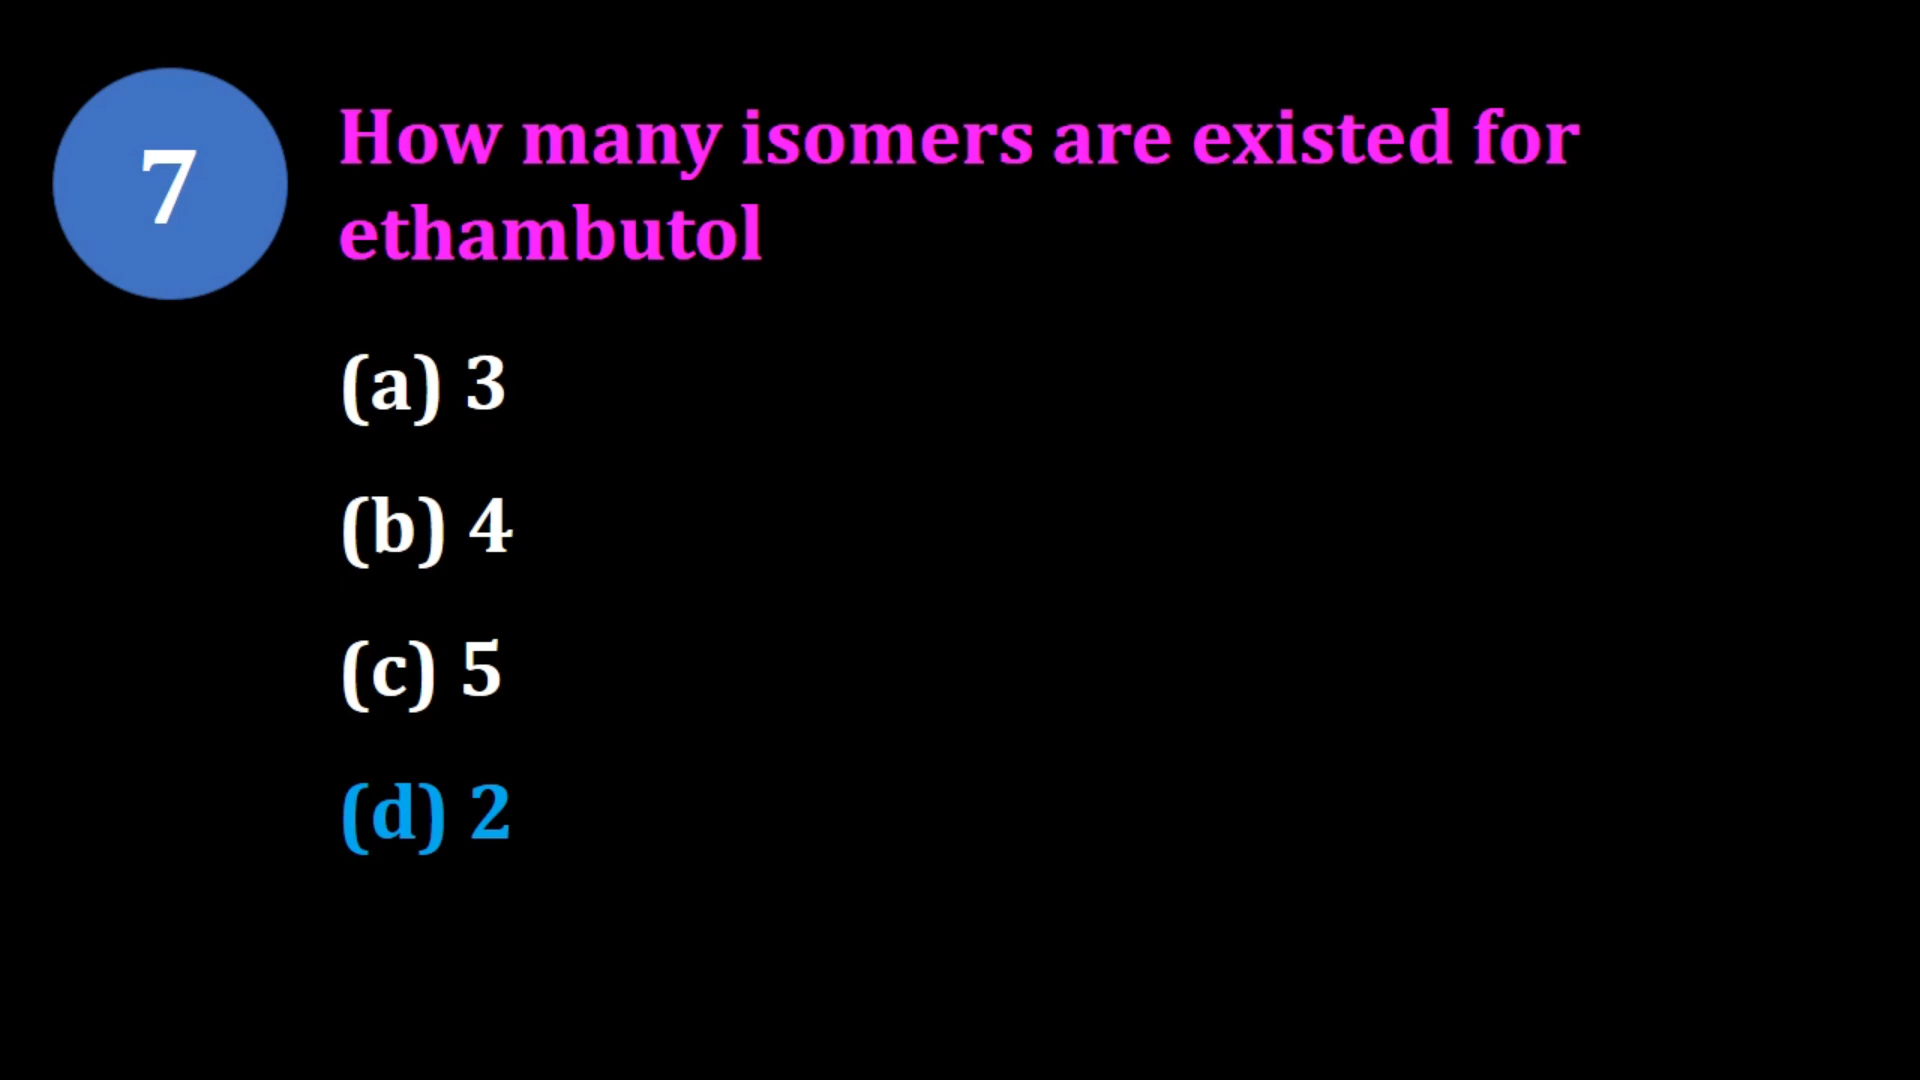 7
How many isomers are existed for
ethambutol
(a) 3
(b) 4
(c) 5
(d) 2